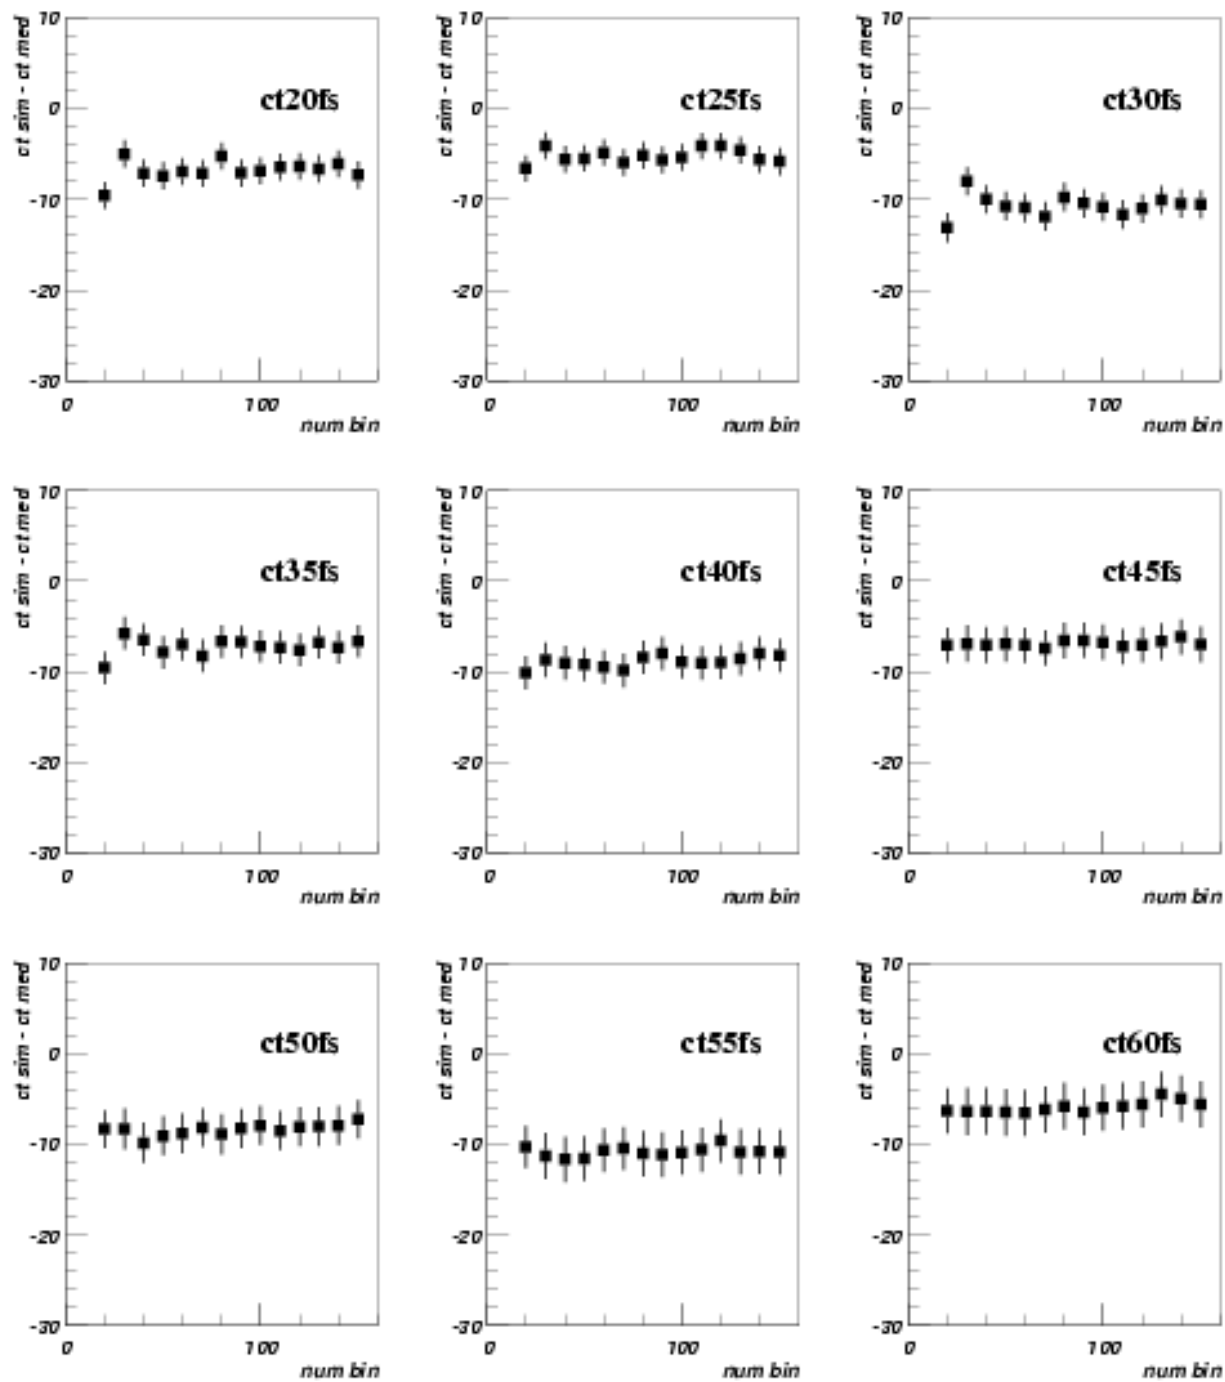 10 10 10
ct sim - ct med ct sim - ct med ct sim - ct med
ct20fs ct25fs ct30fs
0 0 0
-10 -10 -10
-20 -20 -20
-30 -30 -30
0 100 0 100 0 100
num bin num bin num bin
10 10 10
ct sim - ct med ct sim - ct med ct sim - ct med
ct35fs ct40fs ct45fs
0 0 0
-10 -10 -10
-20 -20 -20
-30 -30 -30
0 100 0 100 0 100
num bin num bin num bin
10 10 10
ct sim - ct med ct sim - ct med ct sim - ct med
ct50fs ct55fs ct60fs
0 0 0
-10 -10 -10
-20 -20 -20
-30 -30 -30
0 100 0 100 0 100
num bin num bin num bin